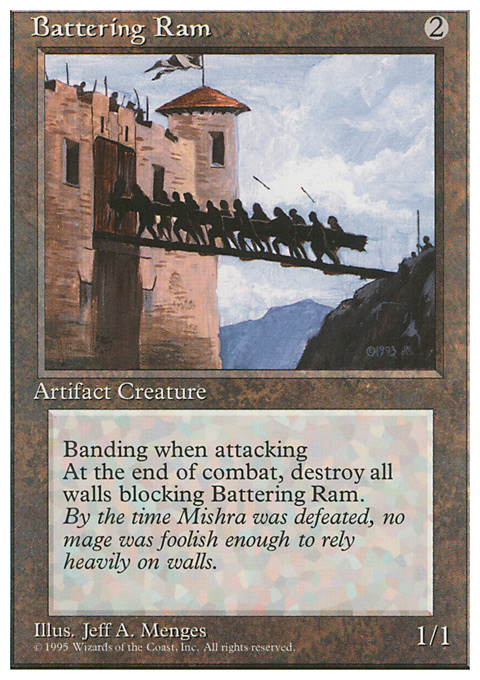 Battering Ram 2
©1993 JM
Artifact Creature
Banding when attacking
At the end of combat, destroy all
walls blocking Battering Ram.
By the time Mishra was defeated, no
mage was foolish enough to rely
heavily on walls.
Illus. Jeff A. Menges
1/1
© 1995 Wizards of the Coast, Inc. All rights reserved.